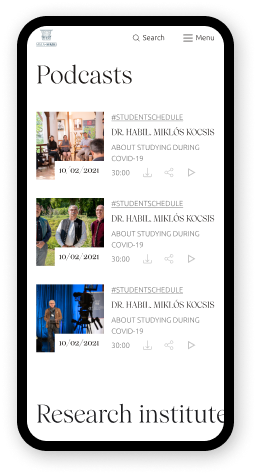 Search
Menu
Podcasts
#STUDENTSCHEDULE
DR. HABIL. MIKLÓS KOCSIS
ABOUT STUDYING DURING
COVID-19
10/02/2021
30:00
#STUDENTSCHEDULE
DR. HABIL. MIKLÓS KOCSIS
ABOUT STUDYING DURING
COVID-19
10/02/2021
30:00
#STUDENTSCHEDULE
DR. HABIL. MIKLÓS KOCSIS
ABOUT STUDYING DURING
COVID-19
10/02/2021
30:00
Research institute